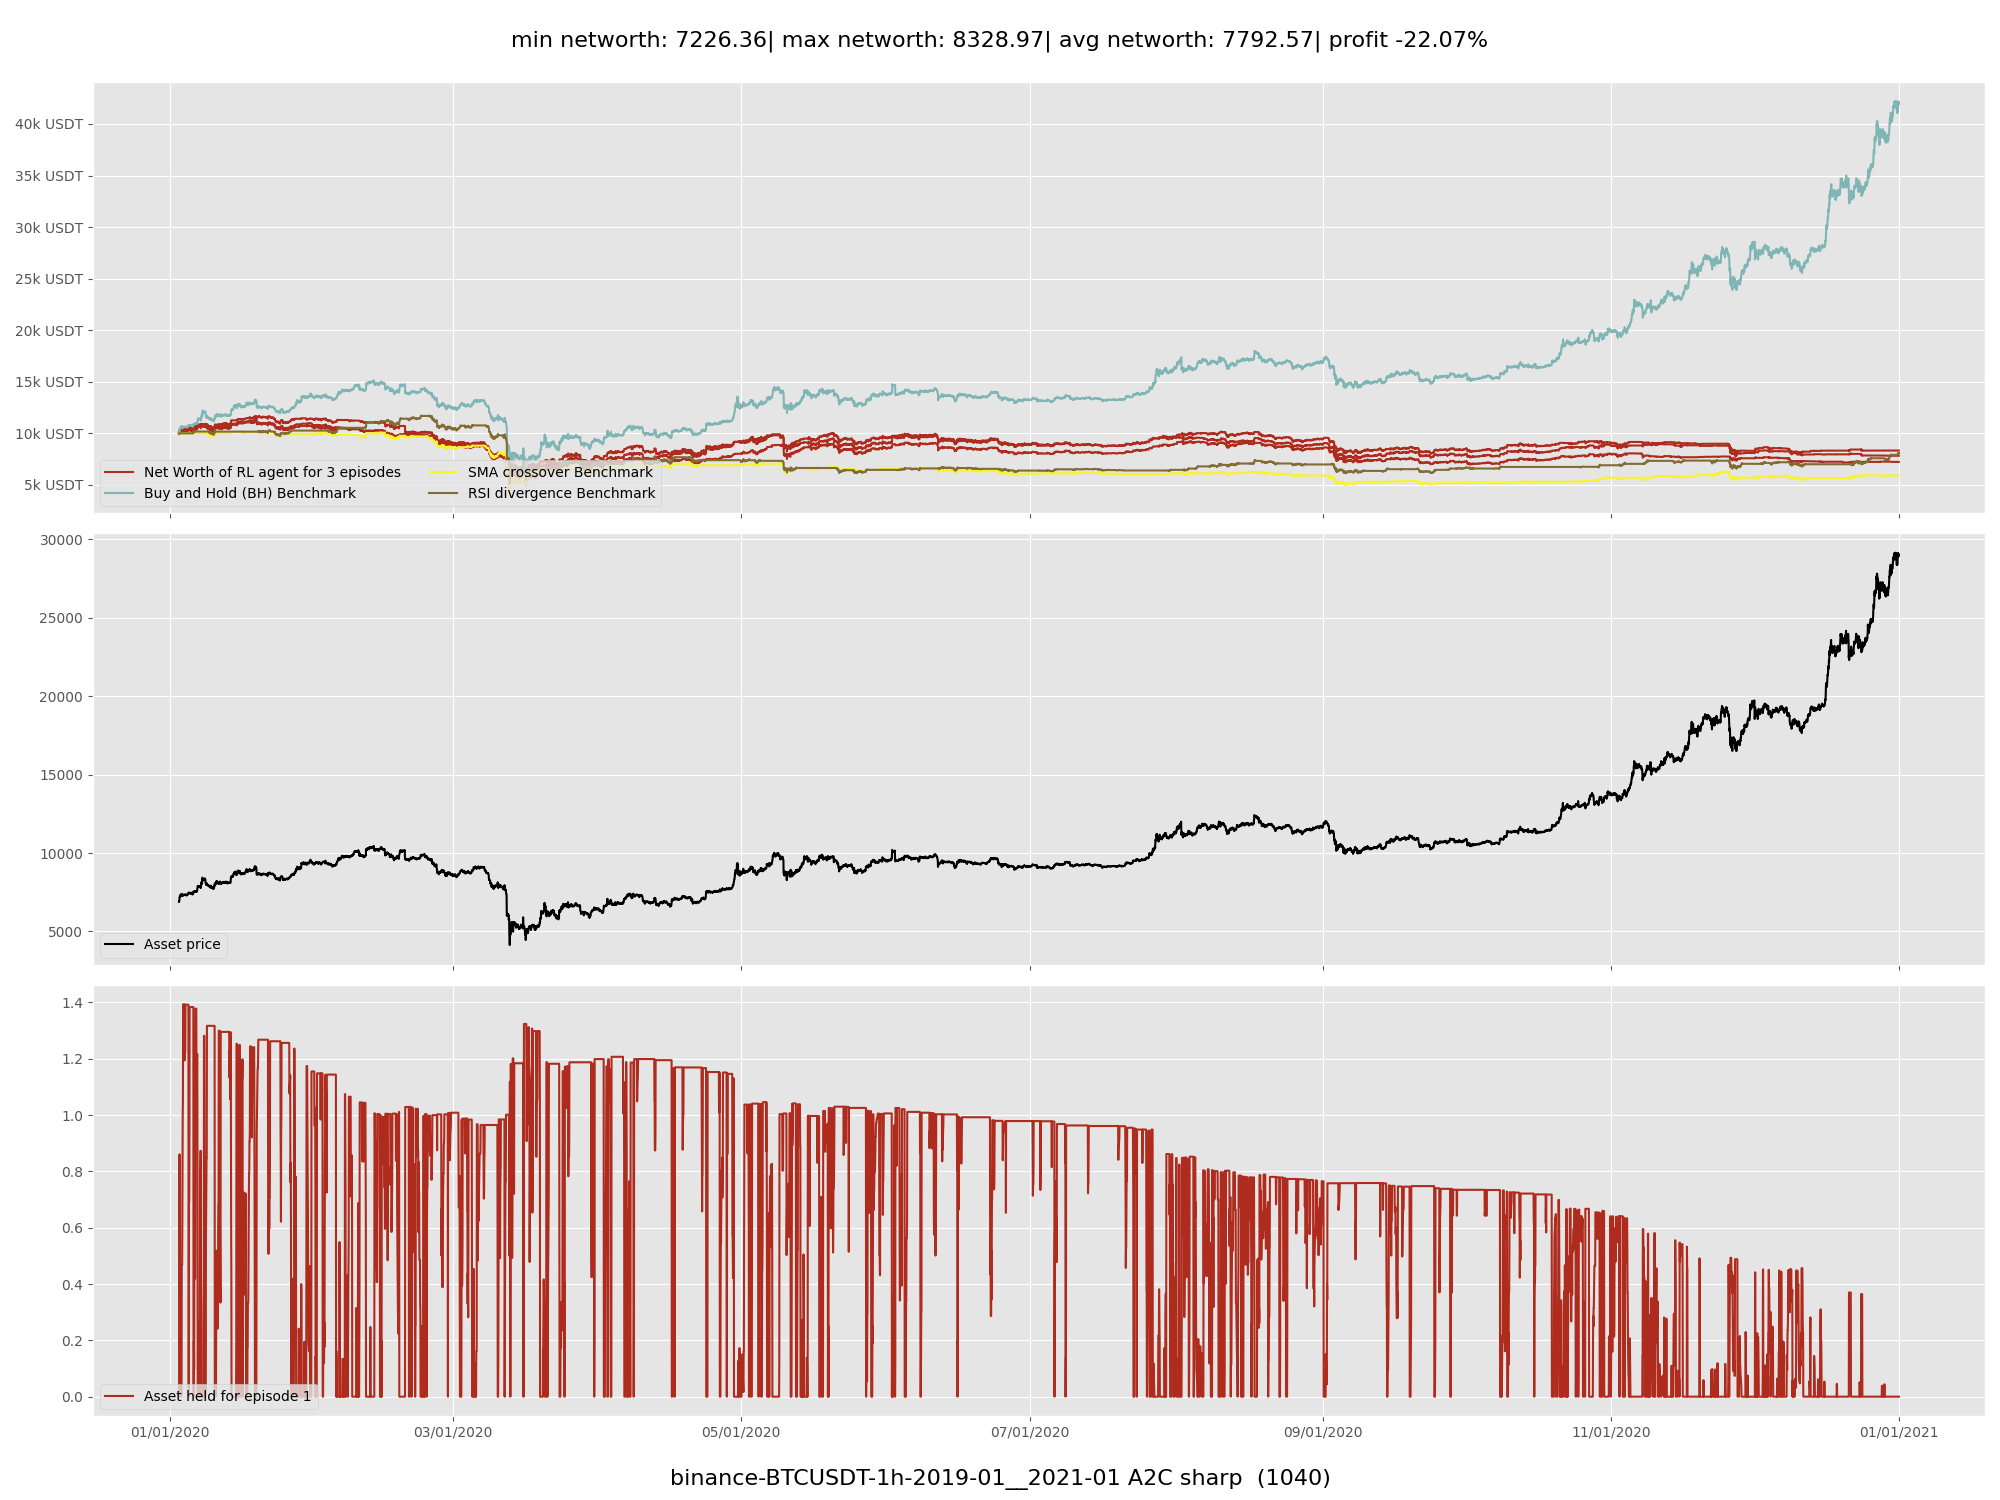 min networth: 7226.36| max networth: 8328.97| avg networth: 7792.57| profit -22.07%
40k USDT
35k USDT
30k USDT
25k USDT
20k USDT
15k USDT
10k USDT
5k USDT
Net Worth of RL agent for 3 episodes
Buy and Hold (BH) Benchmark
SMA crossover Benchmark
RSI divergence Benchmark
30000
25000
20000
15000
10000
5000
Asset price
1.4
1.2
1.0
0.8
0.6
0.4
0.2
0.0
Asset held for episode 1
01/01/2020 03/01/2020 05/01/2020 07/01/2020 09/01/2020 11/01/2020 01/01/2021
binance-BTCUSDT-1h-2019-01__2021-01 A2C sharp (1040)